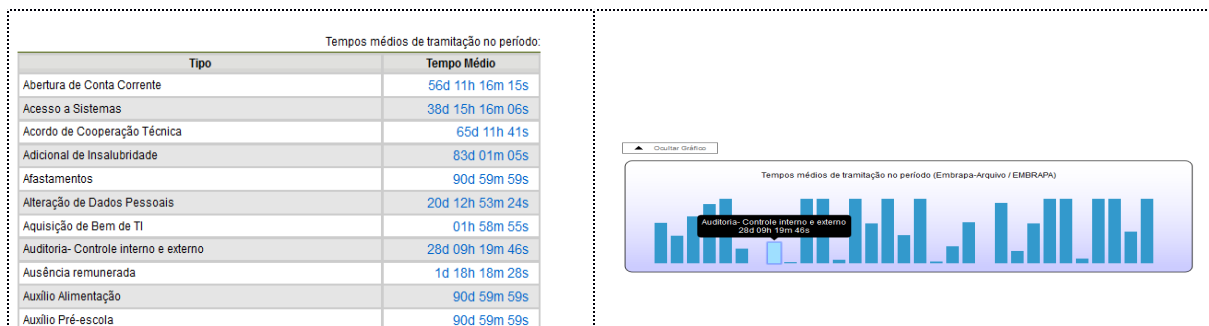 Tempos médios de tramitação no período:
Tipo Tempo Médio
Abertura de Conta Corrente 56d 11h 16m 15s
Acesso a Sistemas 38d 15h 16m 06s
Acordo de Cooperação Técnica 65d 11h 41s
Adicional de Insalubridade 83d 01m 05s
Afastamentos 90d 59m 59s
Alteração de Dados Pessoais 20d 12h 53m 24s
Aquisição de Bem de TI 01h 58m 55s
Auditoria- Controle interno e externo 28d 09h 19m 46s
Ausência remunerada 1d 18h 18m 28s
Auxílio Alimentação 90d 59m 59s
Auxílio Pré-escola 90d 59m 59s
Ocultar Gráfico
Tempos médios de tramitação no período (Embrapa-Arquivo / EMBRAPA)
Auditoria- Controle interno e externo
28d 09h 19m 46s